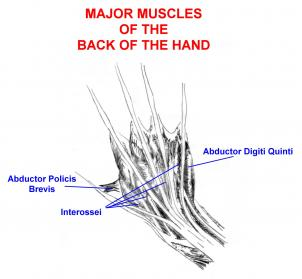 MAJOR MUSCLES
OF THE
BACK OF THE HAND
Abductor Digiti Quinti
Abductor Policis
Brevis
Interossei